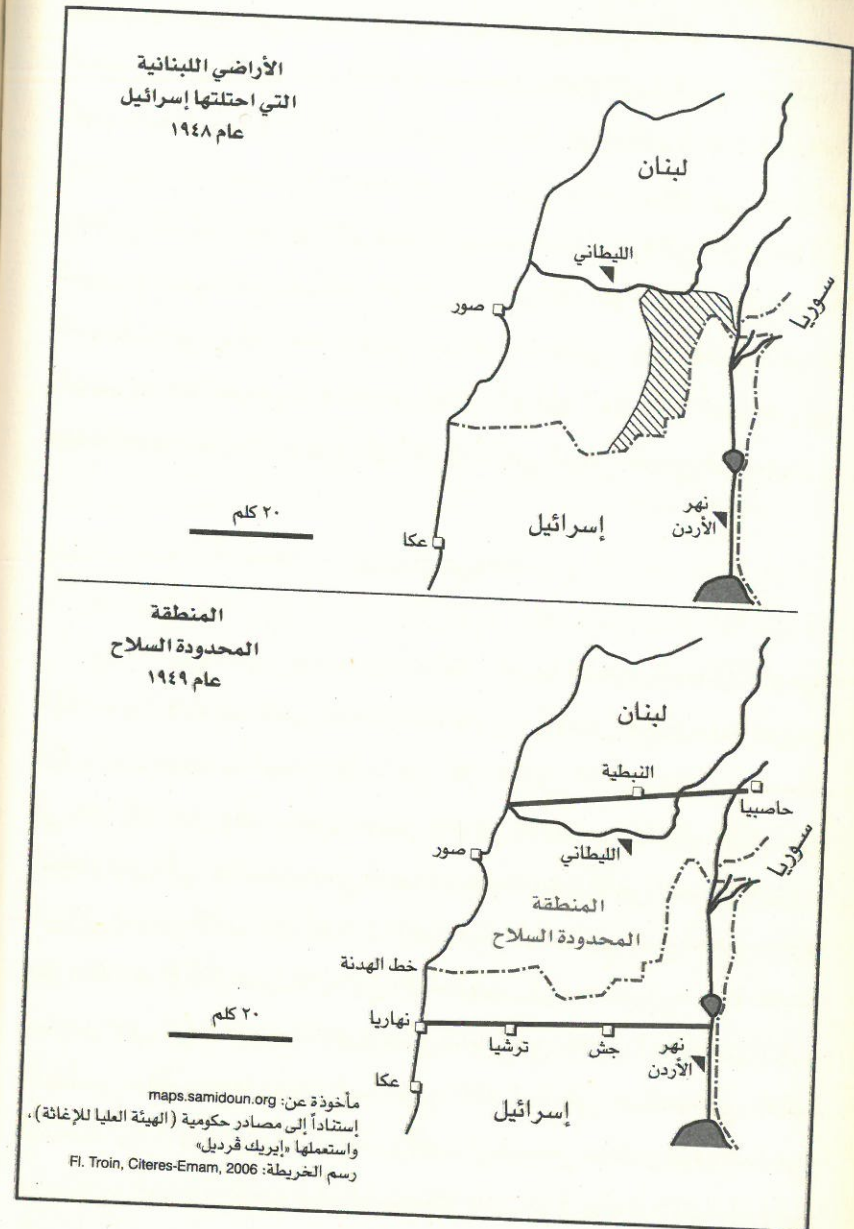 الأراضي اللبنانية
التي احتلتها إسرائيل
عام ١٩٤٨
لبنان
الليطاني
سوريا
صور
نهر
الأردن
إسرائيل
عكا
٢٠ كلم
المنطقة
المحدودة السلاح
عام ١٩٤٩
لبنان
النبطية
حاصبيا
الليطاني
صور
سوريا
المنطقة
المحدودة السلاح
خط الهدنة
نهاريا
ترشيا
جش
نهر
الأردن
٢٠ كلم
عكا
إسرائيل
مأخوذة عن: maps.samidoun.org
إستناداً إلى مصادر حكومية (الهيئة العليا للإغاثة)،
واستعملها «إيريك ڤرديل»
رسم الخريطة: Fl. Troin, Citeres-Emam, 2006